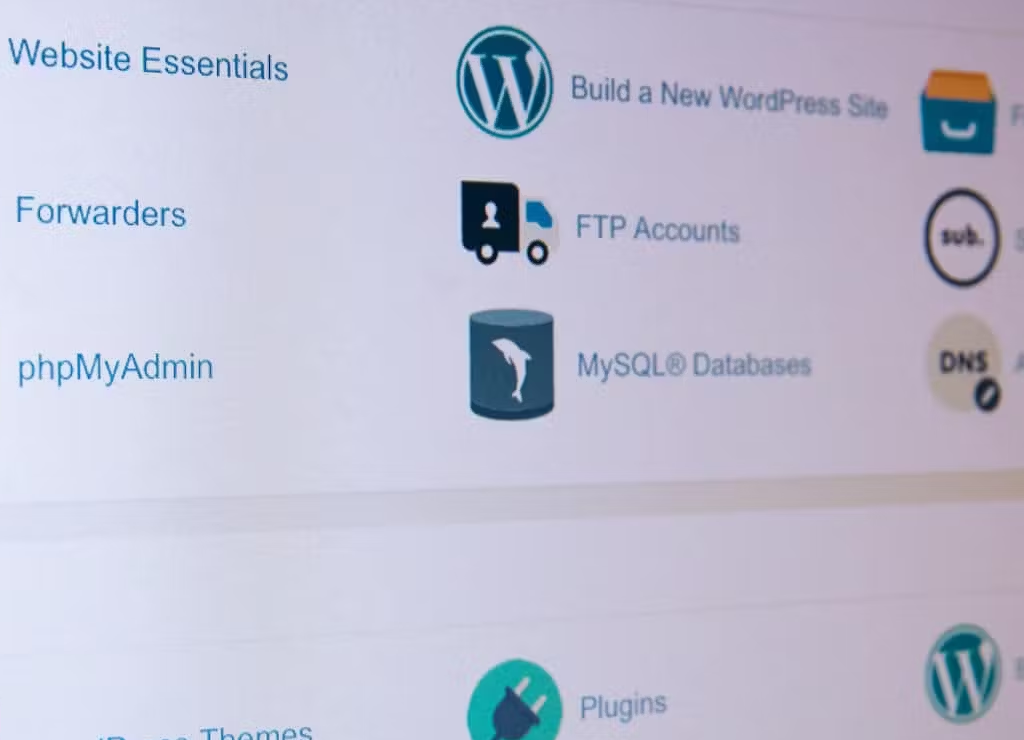 Website Essentials
Build a New WordPress Site
Forwarders
FTP Accounts
sub.
phpMyAdmin
MySQL® Databases
DNS
Plugins
Themes